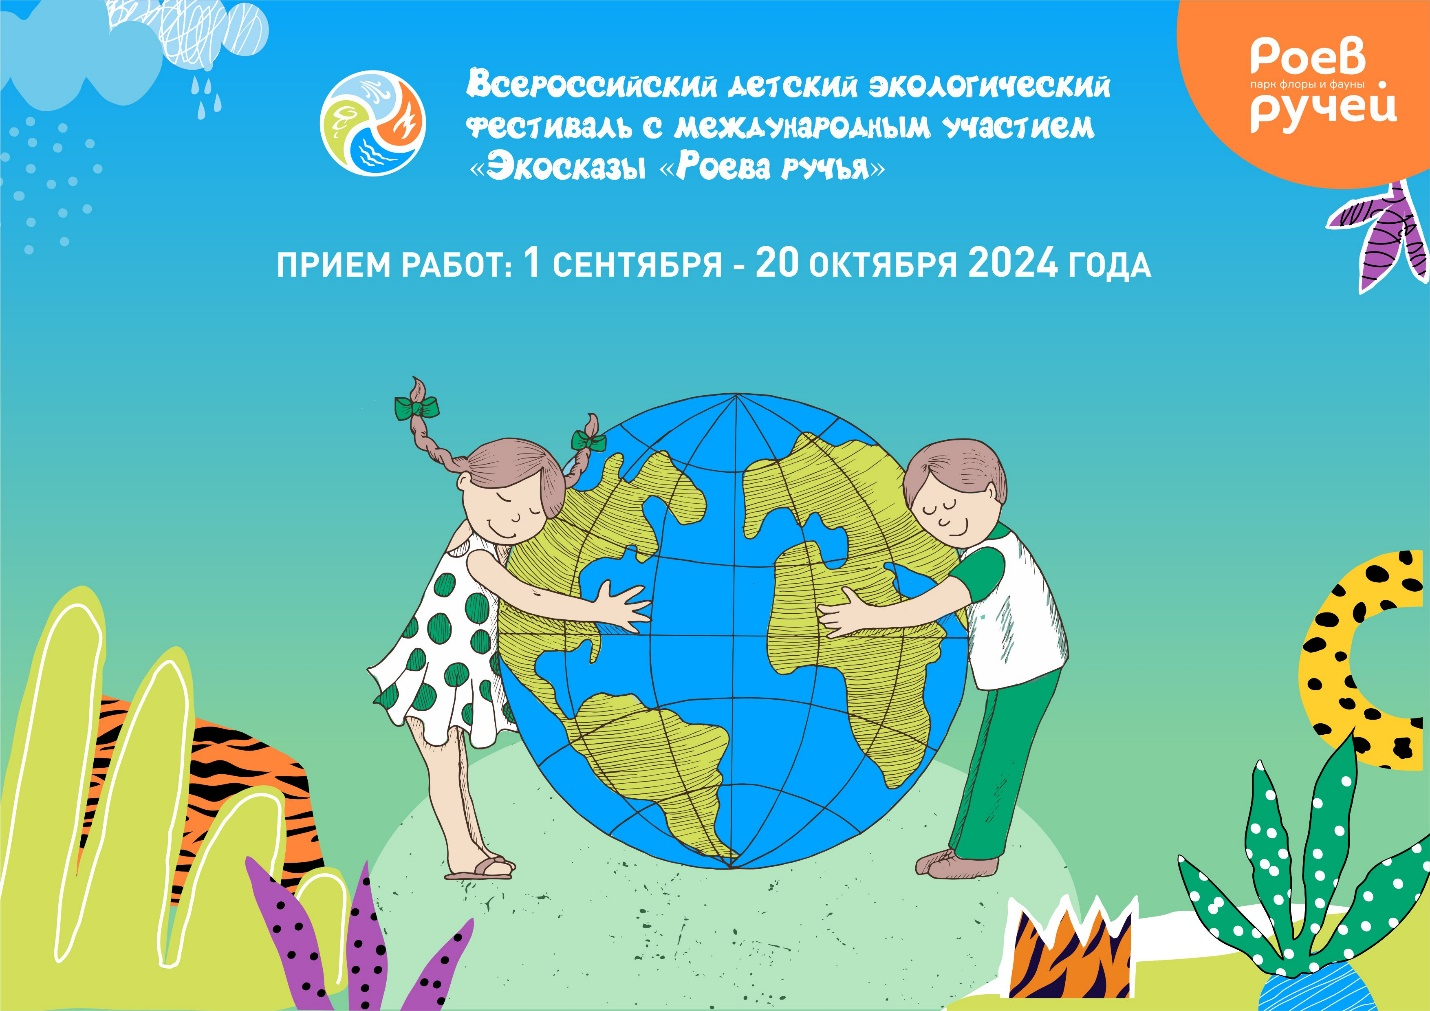 Всероссийский детский экологический
фестиваль с международным участием
«Экосказы «Роева ручья»
Роев
парк флоры и фауны
ручей
ПРИЕМ РАБОТ: 1 СЕНТЯБРЯ - 20 ОКТЯБРЯ 2024 ГОДА